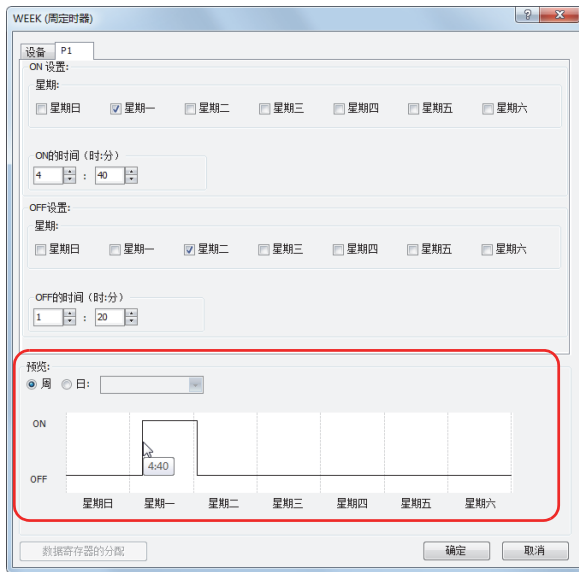 WEEK (周定时器)
设备 P1
ON 设置:
星期:
星期日 星期一 星期二 星期三 星期四 星期五 星期六
ON的时间（时:分）
4 : 40
OFF设置:
星期:
星期日 星期一 星期二 星期三 星期四 星期五 星期六
OFF的时间（时:分）
1 : 20
预览:
周 日:
ON
4:40
OFF
星期日 星期一 星期二 星期三 星期四 星期五 星期六
数据寄存器的分配 确定 取消